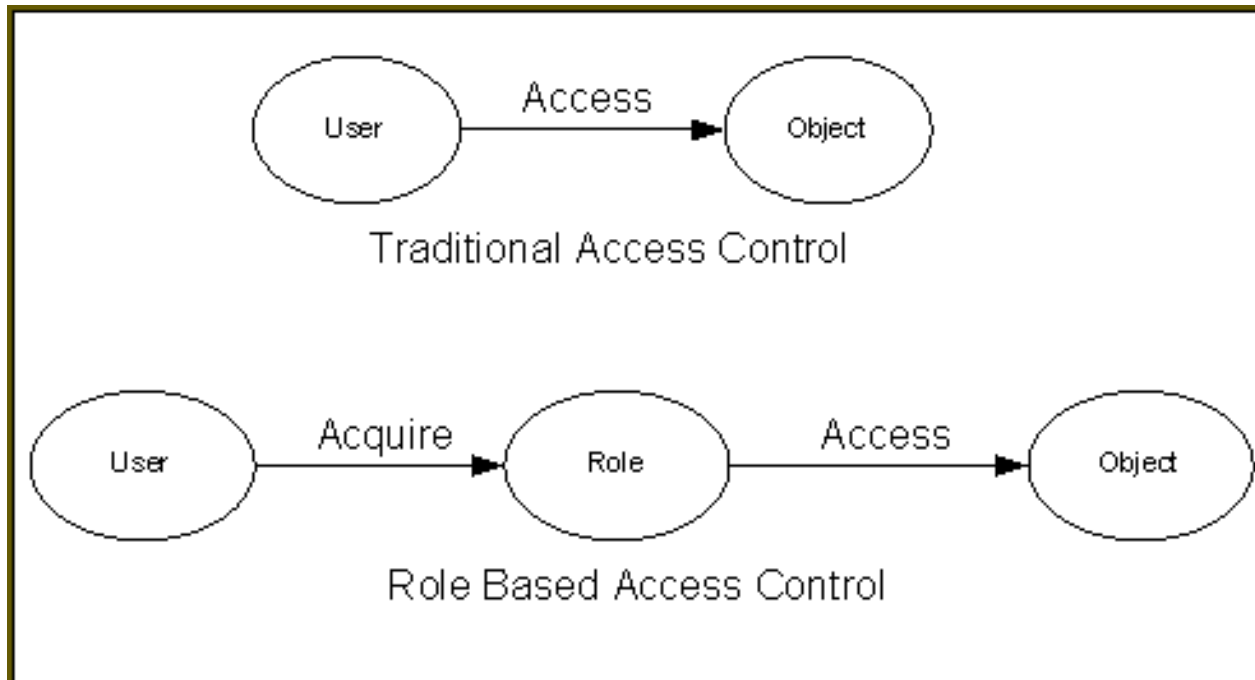 Access
User
Object
Traditional Access Control
Acquire
Access
User
Role
Object
Role Based Access Control